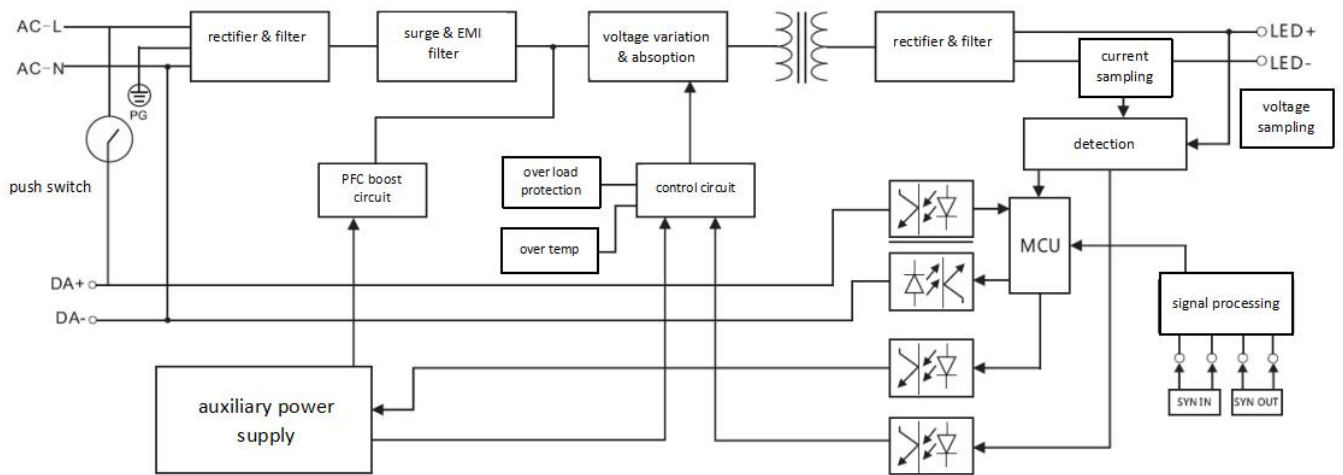 AC-L
AC-N
PG
push switch
rectifier & filter
surge & EMI
filter
voltage variation
& absoption
rectifier & filter
LED+
LED-
current
sampling
voltage
sampling
detection
PFC boost
circuit
over load
protection
control circuit
over temp
MCU
DA+
DA-
signal processing
SYN IN
SYN OUT
auxiliary power
supply